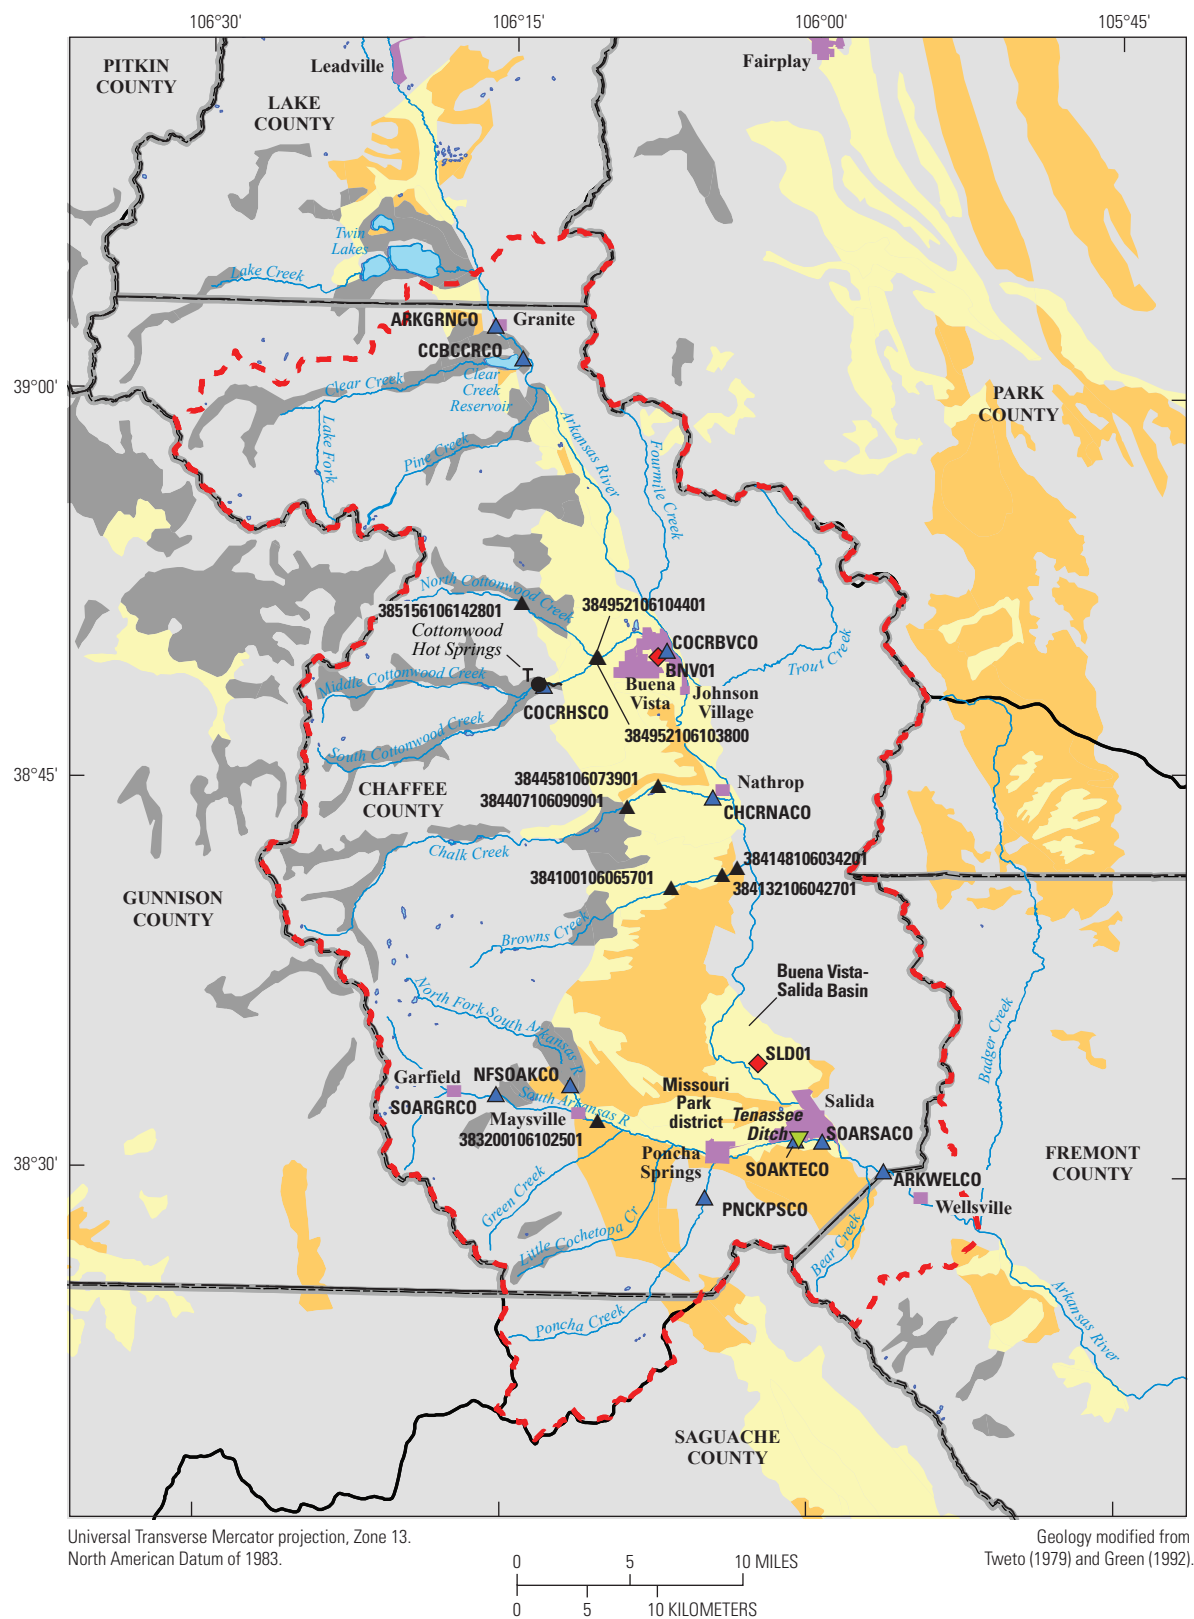 106°30'
106°15'
106°00'
105°45'
PITKIN
COUNTY
Leadville
Fairplay
LAKE
COUNTY
Twin
Lakes
Lake Creek
ARKGRNCO
Granite
CCBCCRCO
Clear Creek
Clear
Creek
Reservoir
39°00'
PARK
COUNTY
Lake Fork
Pine Creek
Arkansas River
Fourmile Creek
North Cottonwood Creek
385156106142801
384952106104401
Cottonwood
Hot Springs
COCRBVCO
T
BNV01
Trout Creek
Middle Cottonwood Creek
Buena
Vista
Johnson
Village
COCRHSCO
South Cottonwood Creek
384952106103800
38°45'
384458106073901
Nathrop
CHAFFEE
COUNTY
384407106090901
CHCRNACO
Chalk Creek
384148106034201
384100106065701
384132106042701
GUNNISON
COUNTY
Browns Creek
Buena Vista-
Salida Basin
North Fork South Arkansas R
Badger Creek
SLD01
NFSOAKCO
Garfield
Missouri
Park
district
SOARGRCO
South Arkansas R
Salida
Maysville
Tenassee
Ditch
383200106102501
SOARSACO
Poncha
Springs
38°30'
SOAKTECO
FREMONT
COUNTY
ARKWELCO
Green Creek
PNCKPSCO
Wellsville
Little Cochetopa Cr
Bear Creek
Poncha Creek
Arkansas River
SAGUACHE
COUNTY
Universal Transverse Mercator projection, Zone 13.
North American Datum of 1983.
Geology modified from
Tweto (1979) and Green (1992).
0 5 10 MILES
0 5 10 KILOMETERS